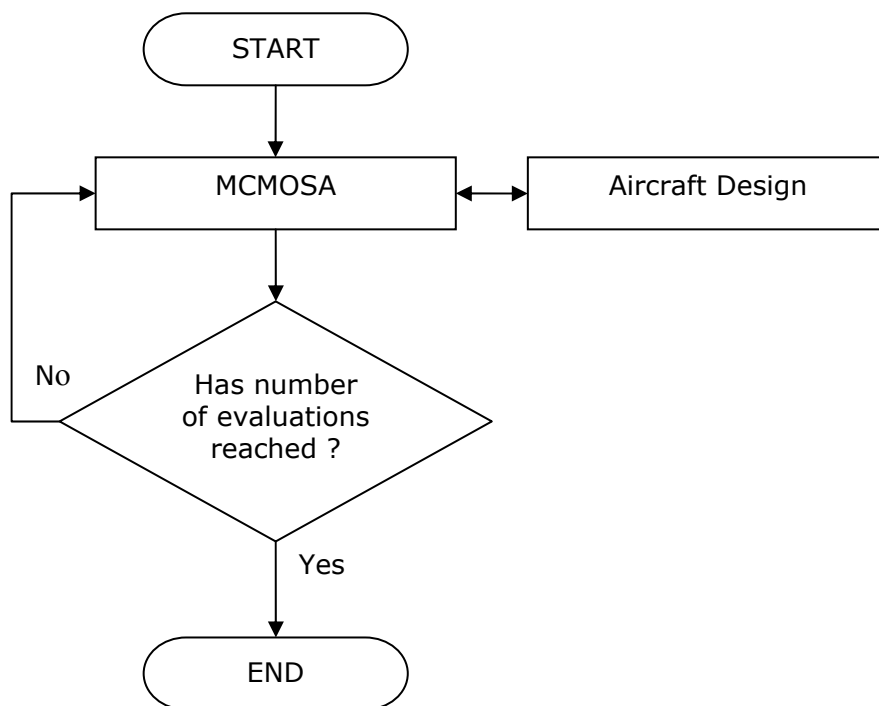 START
MCMOSA
Aircraft Design
No
Has number
of evaluations
reached ?
Yes
END